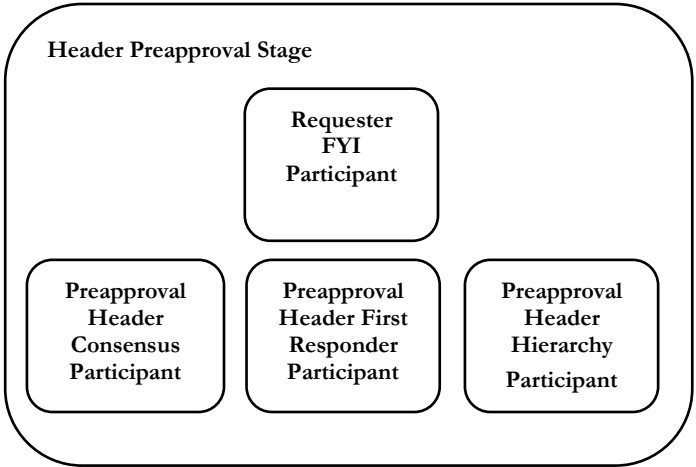 Header Preapproval Stage
Requester
FYI
Participant
Preapproval
Header
Consensus
Participant
Preapproval
Header First
Responder
Participant
Preapproval
Header
Hierarchy
Participant